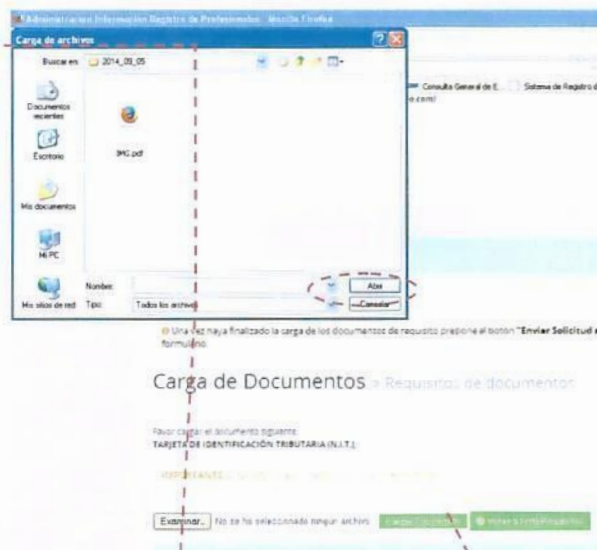 Administracion Informacion Registro de Profesionales - Mozilla Firefox
Carga de archivos
Buscar en: 2014_03_05
Documentos recientes
Escritorio
Mis documentos
Mi PC
Mis sitios de red
IMG.pdf
Nombre:
Abrir
Tipo: Todos los archivos
Cancelar
Consulta General de E... Sistema de Registro d
o.com/
Una vez haya finalizado la carga de los documentos de requisito presione el botón "Enviar Solicitud
formulario.
Carga de Documentos » Requisitos de documentos
Favor cargar el documento siguiente:
TARJETA DE IDENTIFICACIÓN TRIBUTARIA (N.I.T.)
IMPORTANTE
Examinar... No se ha seleccionado ningún archivo.